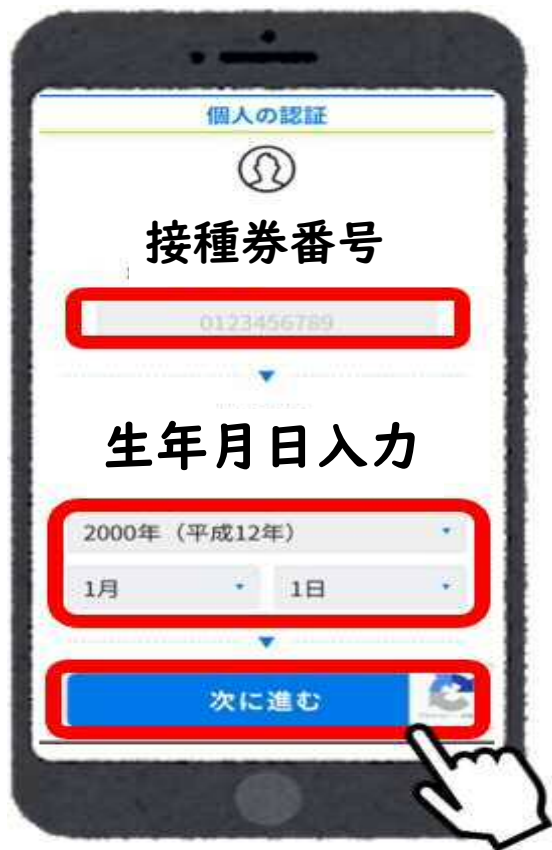 個人の認証
接種券番号
0123456789
生年月日入力
2000年（平成12年）
1月
1日
次に進む